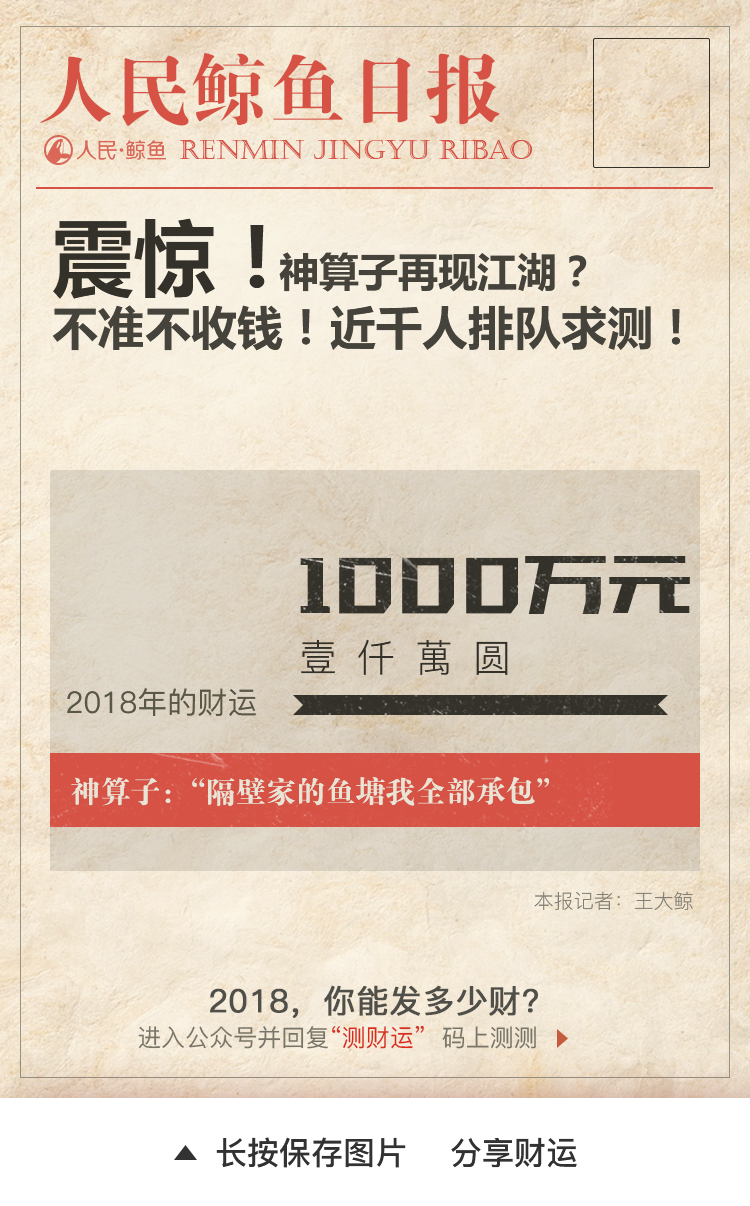 人民鲸鱼日报
人民·鲸鱼 RENMIN JINGYU RIBAO
震惊！神算子再现江湖？
不准不收钱！近千人排队求测！
1000万元
壹仟萬圆
2018年的财运
神算子：“隔壁家的鱼塘我全部承包”
本报记者：王大鲸
2018，你能发多少财？
进入公众号并回复“测财运” 码上测测
长按保存图片 分享财运